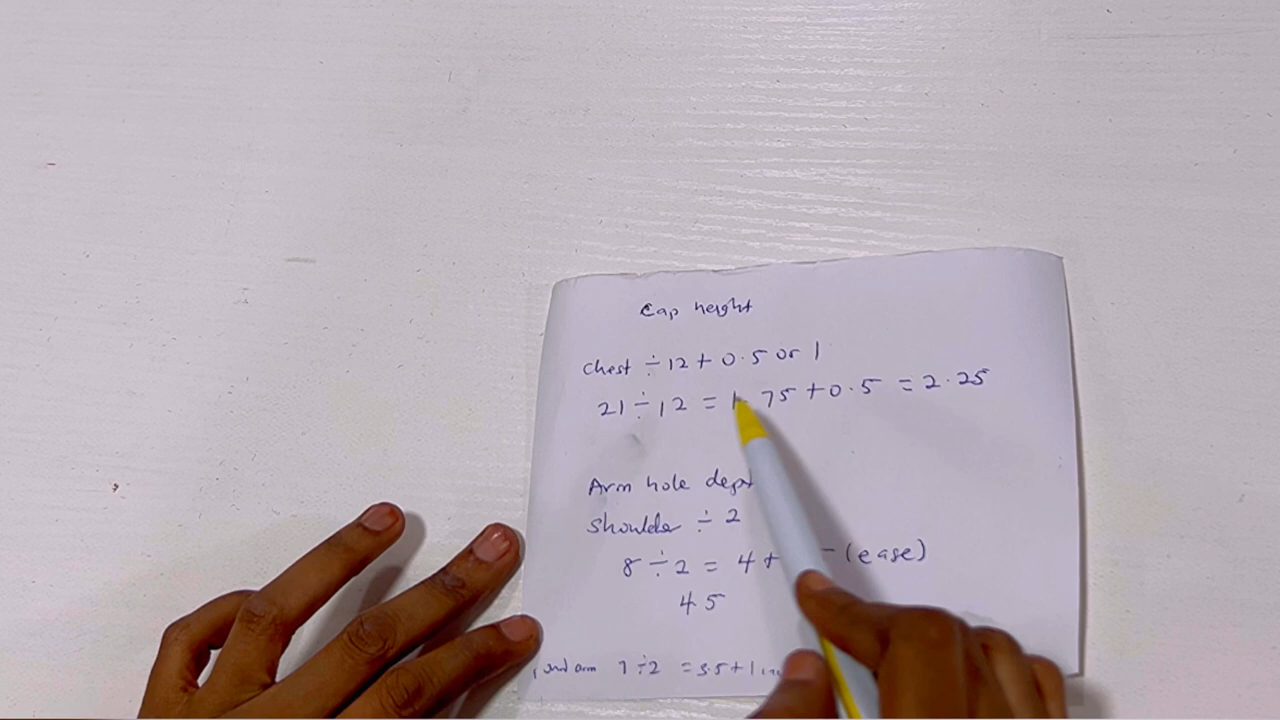 Cap height
Chest ÷ 12 + 0.5 or 1
21 ÷ 12 = 1.75 + 0.5 = 2.25
Arm hole
Shoulder ÷ 2
8 ÷ 2 = 4 + (ease)
4.5
arm 7 ÷ 2 = 3.5 + 1